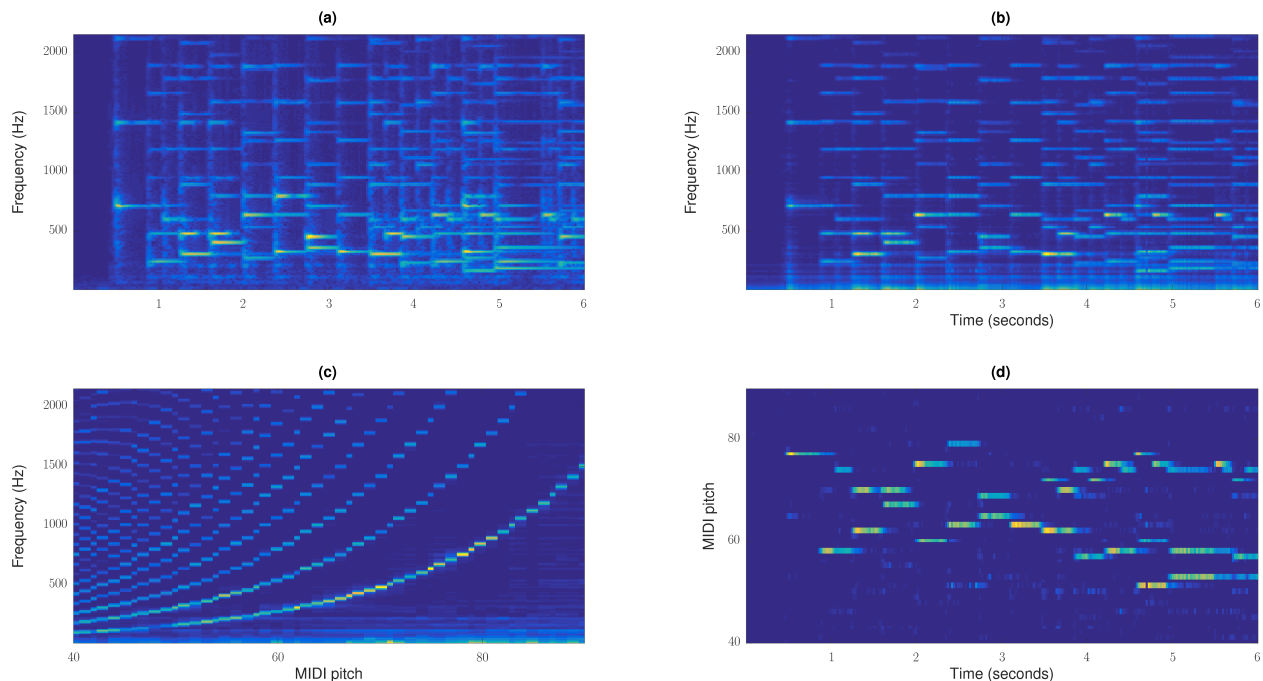 (a)
Frequency (Hz)
2000
1500
1000
500
1 2 3 4 5 6
(b)
Frequency (Hz)
2000
1500
1000
500
1 2 3 4 5 6
Time (seconds)
(c)
Frequency (Hz)
2000
1500
1000
500
40 60 80
MIDI pitch
(d)
MIDI pitch
80
60
40
1 2 3 4 5 6
Time (seconds)